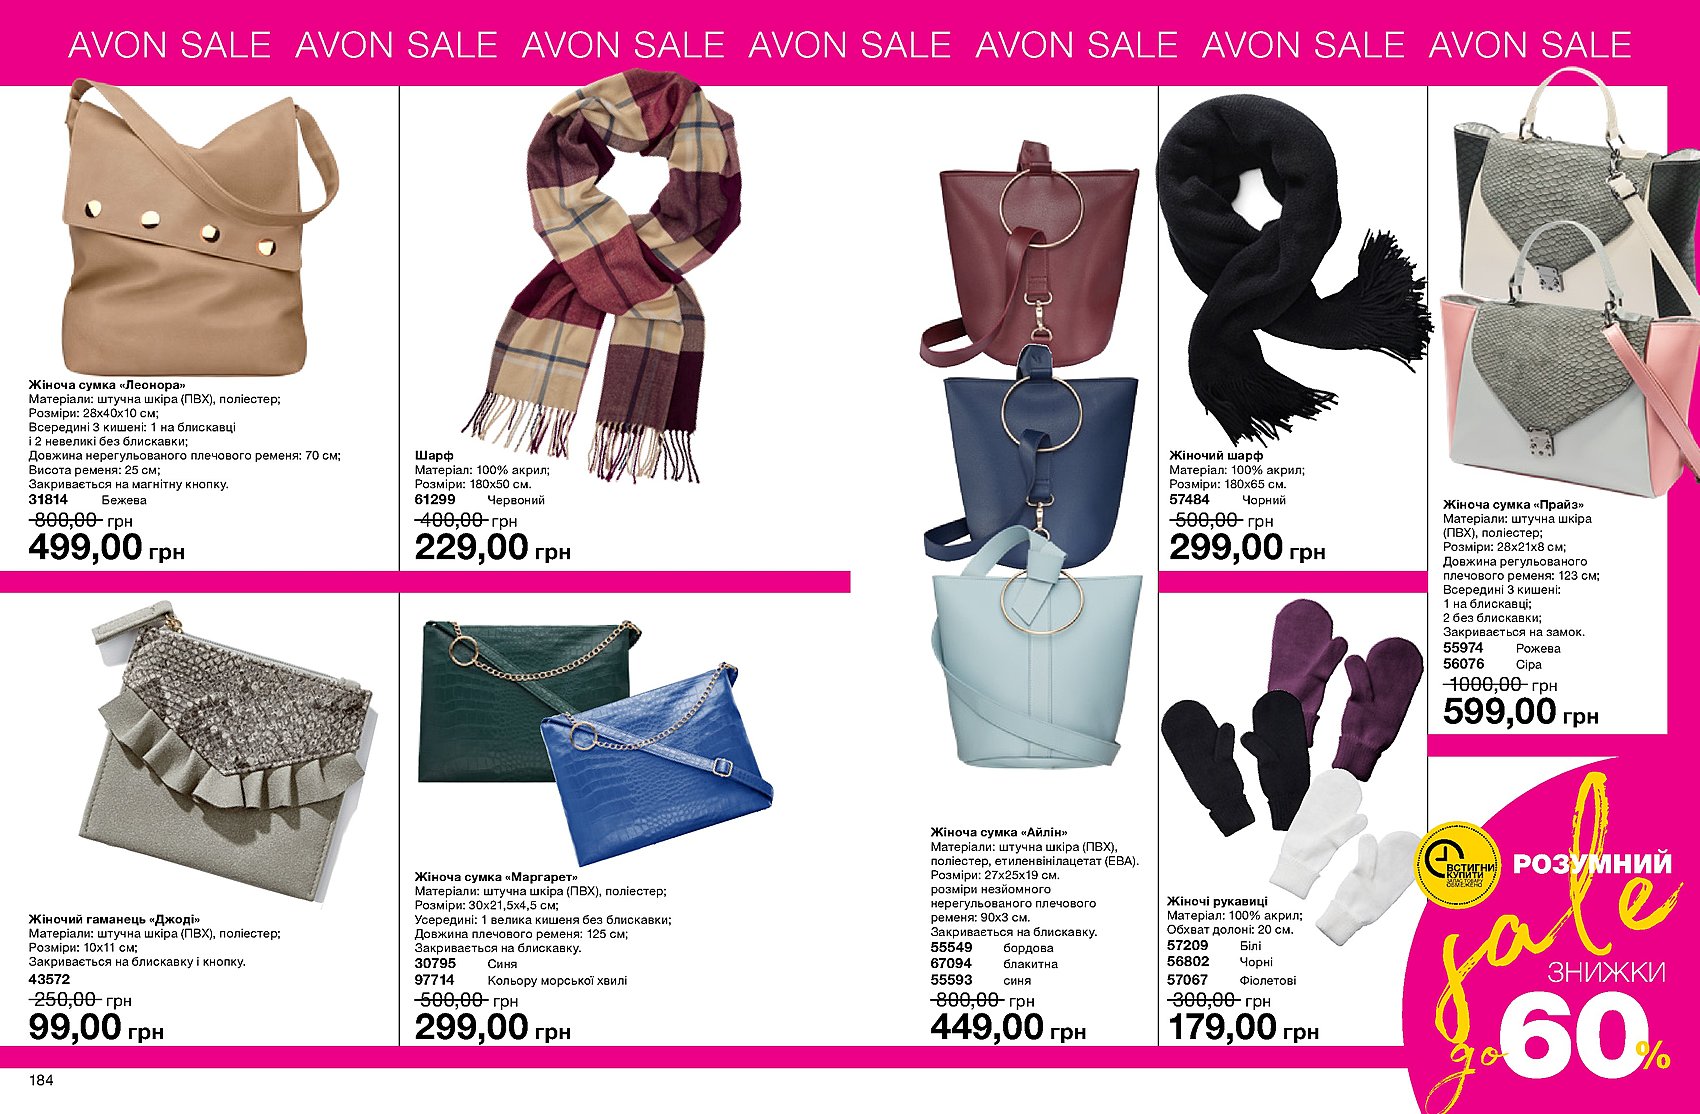 AVON SALE AVON SALE AVON SALE AVON SALE AVON SALE AVON SALE AVON SALE
Жіноча сумка «Леонора»
Матеріали: штучна шкіра (ПВХ), поліестер;
Розміри: 28x40x10 см;
Всередині 3 кишені: 1 на блискавці
і 2 невеликі без блискавки;
Довжина нерегульованого плечового ременя: 70 см;
Висота ременя: 25 см;
Закривається на магнітну кнопку.
31814 Бежева
800,00 грн
499,00 грн
Шарф
Матеріал: 100% акрил;
Розміри: 180x50 см.
61299 Червоний
400,00 грн
229,00 грн
Жіночий гаманець «Джоді»
Матеріали: штучна шкіра (ПВХ), поліестер;
Розміри: 10x11 см;
Закривається на блискавку і кнопку.
43572
250,00 грн
99,00 грн
Жіноча сумка «Маргарет»
Матеріали: штучна шкіра (ПВХ), поліестер;
Розміри: 30x21,5x4,5 см;
Усередині: 1 велика кишеня без блискавки;
Довжина плечового ременя: 125 см;
Закривається на блискавку.
30795 Синя
97714 Кольору морської хвилі
500,00 грн
299,00 грн
Жіноча сумка «Айлін»
Матеріали: штучна шкіра (ПВХ),
поліестер, етиленвінілацетат (ЕВА).
Розміри: 27x25x19 см.
розміри незйомного
нерегульованого плечового
ременя: 90x3 см.
Закривається на блискавку.
55549 бордова
67094 блакитна
55593 синя
800,00 грн
449,00 грн
Жіночий шарф
Матеріал: 100% акрил;
Розміри: 180x65 см.
57484 Чорний
500,00 грн
299,00 грн
Жіночі рукавиці
Матеріал: 100% акрил;
Обхват долоні: 20 см.
57209 Білі
56802 Чорні
57067 Фіолетові
300,00 грн
179,00 грн
Жіноча сумка «Прайз»
Матеріали: штучна шкіра
(ПВХ), поліестер;
Розміри: 28x21x8 см;
Довжина регульованого
плечового ременя: 123 см;
Всередині 3 кишені:
1 на блискавці;
2 без блискавки;
Закривається на замок.
55974 Рожева
56076 Сіра
1000,00 грн
599,00 грн
ВСТИГНИ
КУПИТИ
ЗАПАС ТОВАРУ
ОБМЕЖЕНО
РОЗУМНИЙ
sale
ЗНИЖКИ
до 60%
184